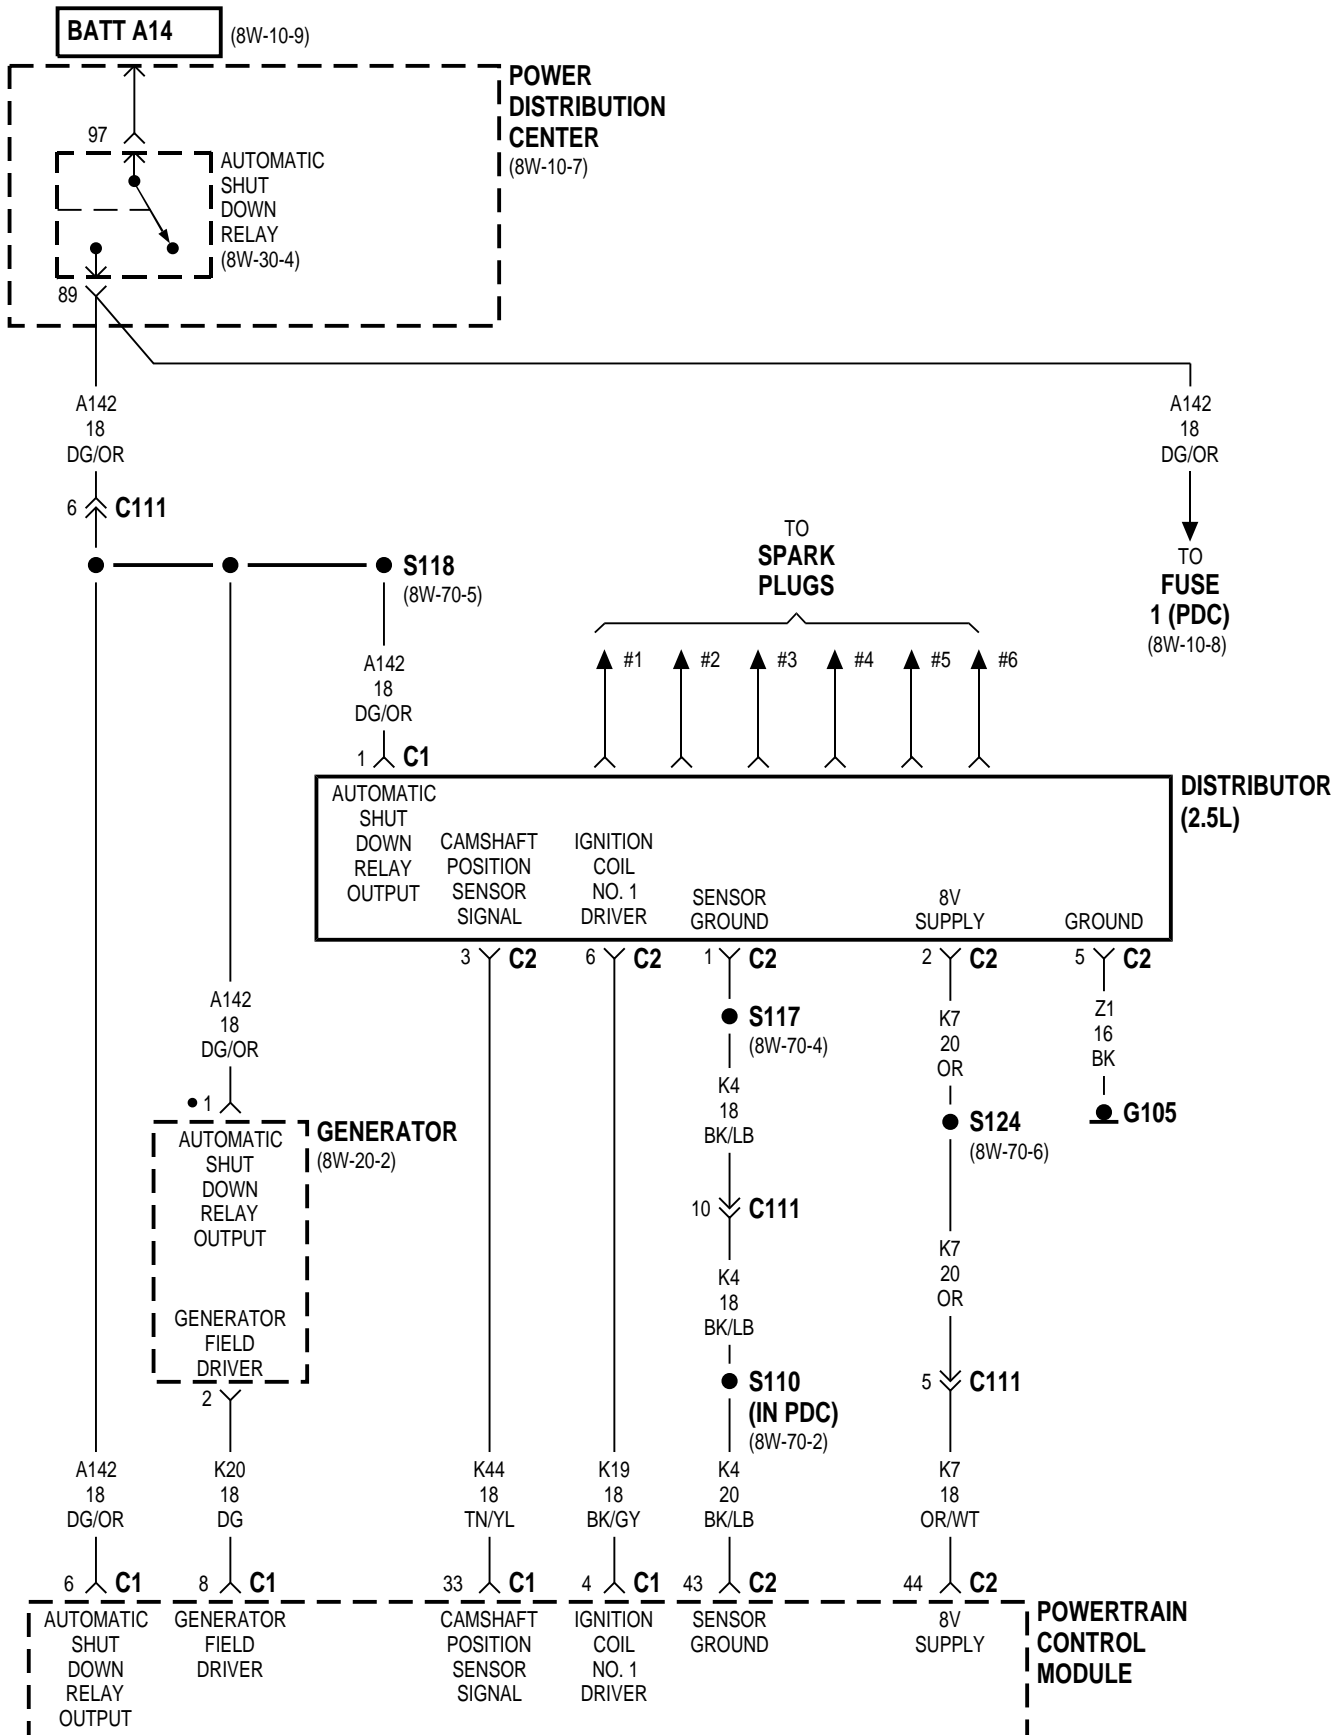 BATT A14
(8W-10-9)
POWER
DISTRIBUTION
CENTER
(8W-10-7)
97
AUTOMATIC
SHUT
DOWN
RELAY
(8W-30-4)
89
A142
18
DG/OR
A142
18
DG/OR
6
C111
TO
SPARK
PLUGS
TO
FUSE
1 (PDC)
(8W-10-8)
S118
(8W-70-5)
#1
#2
#3
#4
#5
#6
A142
18
DG/OR
1
C1
DISTRIBUTOR
(2.5L)
AUTOMATIC
SHUT
DOWN
RELAY
OUTPUT
CAMSHAFT
POSITION
SENSOR
SIGNAL
IGNITION
COIL
NO. 1
DRIVER
SENSOR
GROUND
8V
SUPPLY
GROUND
3
C2
6
C2
1
C2
2
C2
5
C2
A142
18
DG/OR
S117
(8W-70-4)
K7
20
OR
Z1
16
BK
K4
18
BK/LB
S124
(8W-70-6)
G105
1
GENERATOR
(8W-20-2)
AUTOMATIC
SHUT
DOWN
RELAY
OUTPUT
10
C111
K4
18
BK/LB
K7
20
OR
GENERATOR
FIELD
DRIVER
2
S110
(IN PDC)
(8W-70-2)
5
C111
A142
18
DG/OR
K20
18
DG
K44
18
TN/YL
K19
18
BK/GY
K4
20
BK/LB
K7
18
OR/WT
6
C1
8
C1
33
C1
4
C1
43
C2
44
C2
AUTOMATIC
SHUT
DOWN
RELAY
OUTPUT
GENERATOR
FIELD
DRIVER
CAMSHAFT
POSITION
SENSOR
SIGNAL
IGNITION
COIL
NO. 1
DRIVER
SENSOR
GROUND
8V
SUPPLY
POWERTRAIN
CONTROL
MODULE